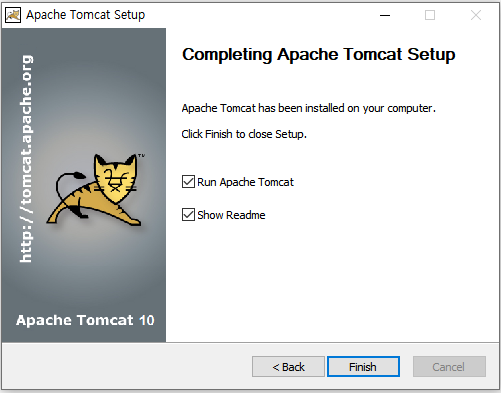 Apache Tomcat Setup
Completing Apache Tomcat Setup
Apache Tomcat has been installed on your computer.
Click Finish to close Setup.
Run Apache Tomcat
Show Readme
http://tomcat.apache.org
TM
Apache Tomcat 10
< Back
Finish
Cancel